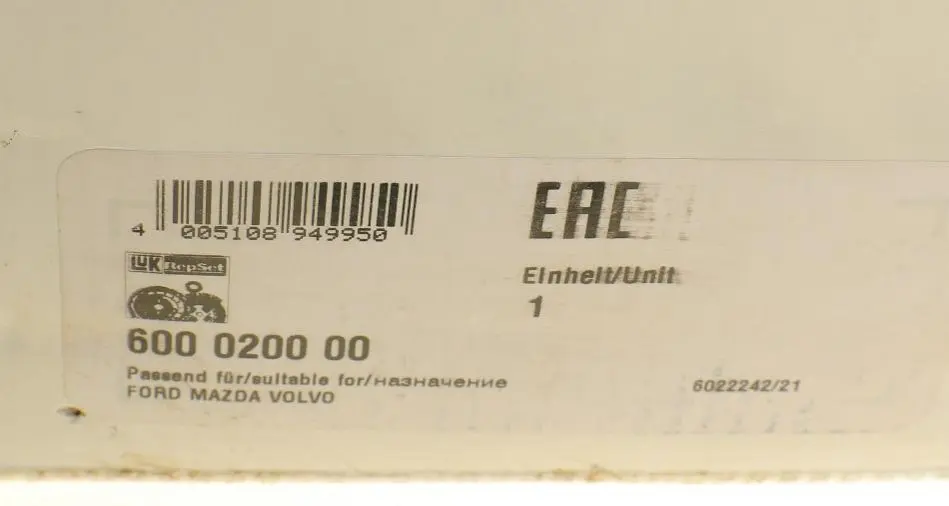 4 005108 949950
EAC
LUK RepSet
Einheit/Unit
1
600 0200 00
Passend für/suitable for/назначение
FORD MAZDA VOLVO
6022242/21